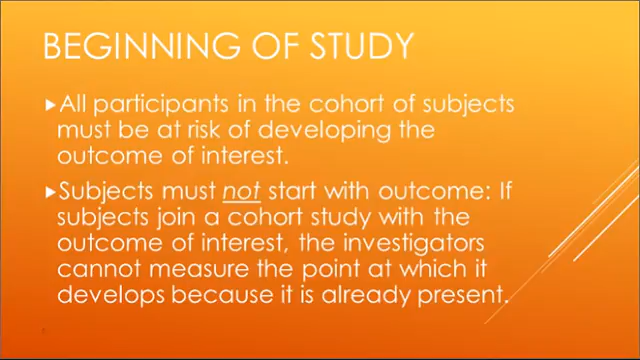 BEGINNING OF STUDY
All participants in the cohort of subjects
must be at risk of developing the
outcome of interest.
Subjects must not start with outcome: If
subjects join a cohort study with the
outcome of interest, the investigators
cannot measure the point at which it
develops because it is already present.